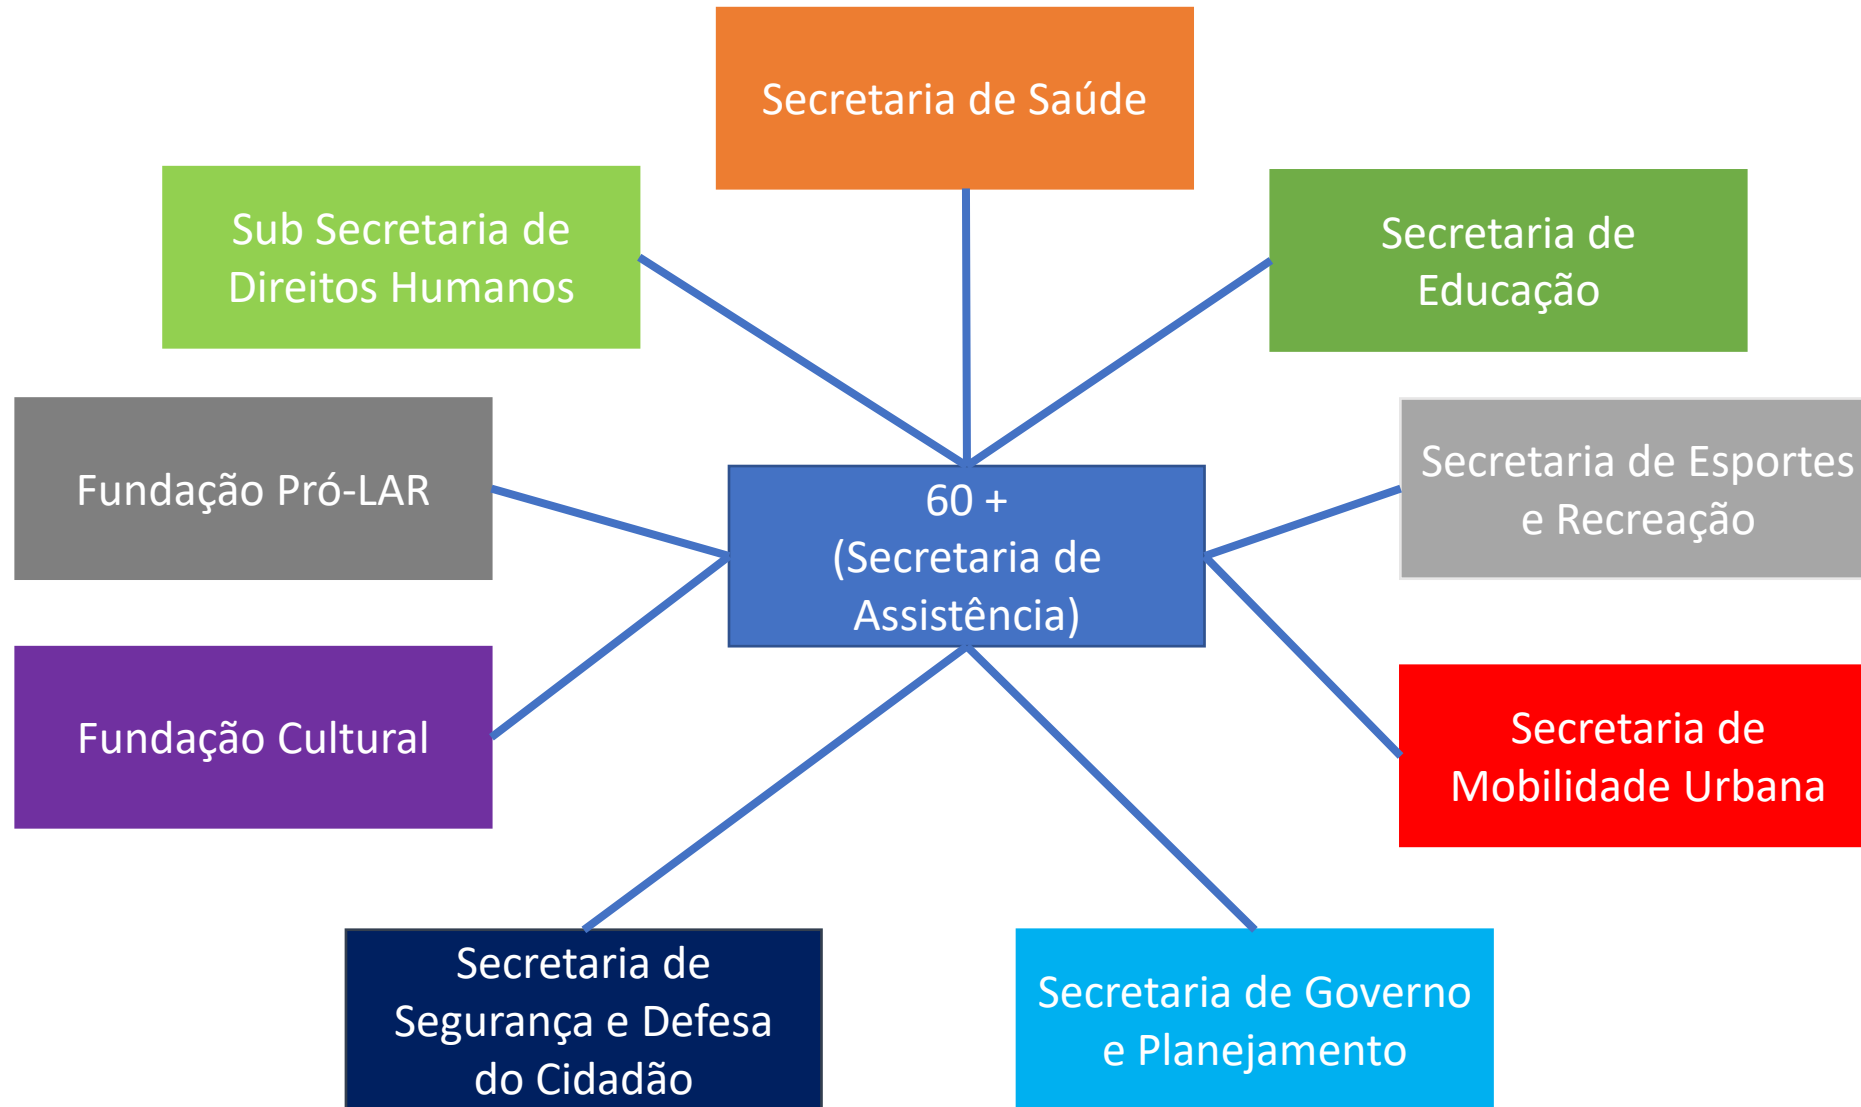 Secretaria de Saúde
Sub Secretaria de
Direitos Humanos
Secretaria de
Educação
Fundação Pró-LAR
60 +
(Secretaria de
Assistência)
Secretaria de Esportes
e Recreação
Fundação Cultural
Secretaria de
Mobilidade Urbana
Secretaria de
Segurança e Defesa
do Cidadão
Secretaria de Governo
e Planejamento